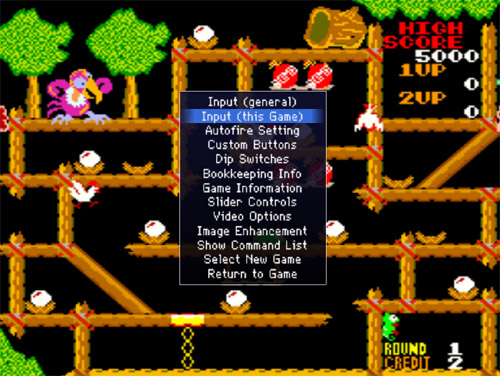 HIGH
SCORE
5000
1UP
0
2UP
0
Input (general)
Input (this Game)
Autofire Setting
Custom Buttons
Dip Switches
Bookkeeping Info
Game Information
Slider Controls
Video Options
Image Enhancement
Show Command List
Select New Game
Return to Game
ROUND 1
CREDIT 2